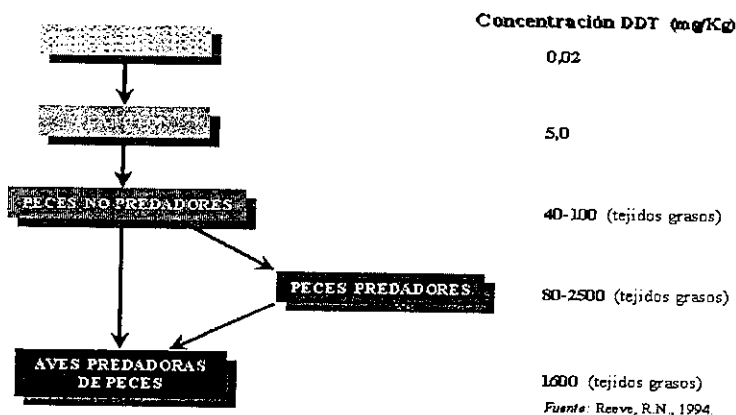 Concentración DDT (mg/Kg)
0,02
5,0
PECES NO PREDADORES
40-100 (tejidos grasos)
PECES PREDADORES
80-2500 (tejidos grasos)
AVES PREDADORAS
DE PECES
1600 (tejidos grasos)
Fuente: Reeve, R.N., 1994.